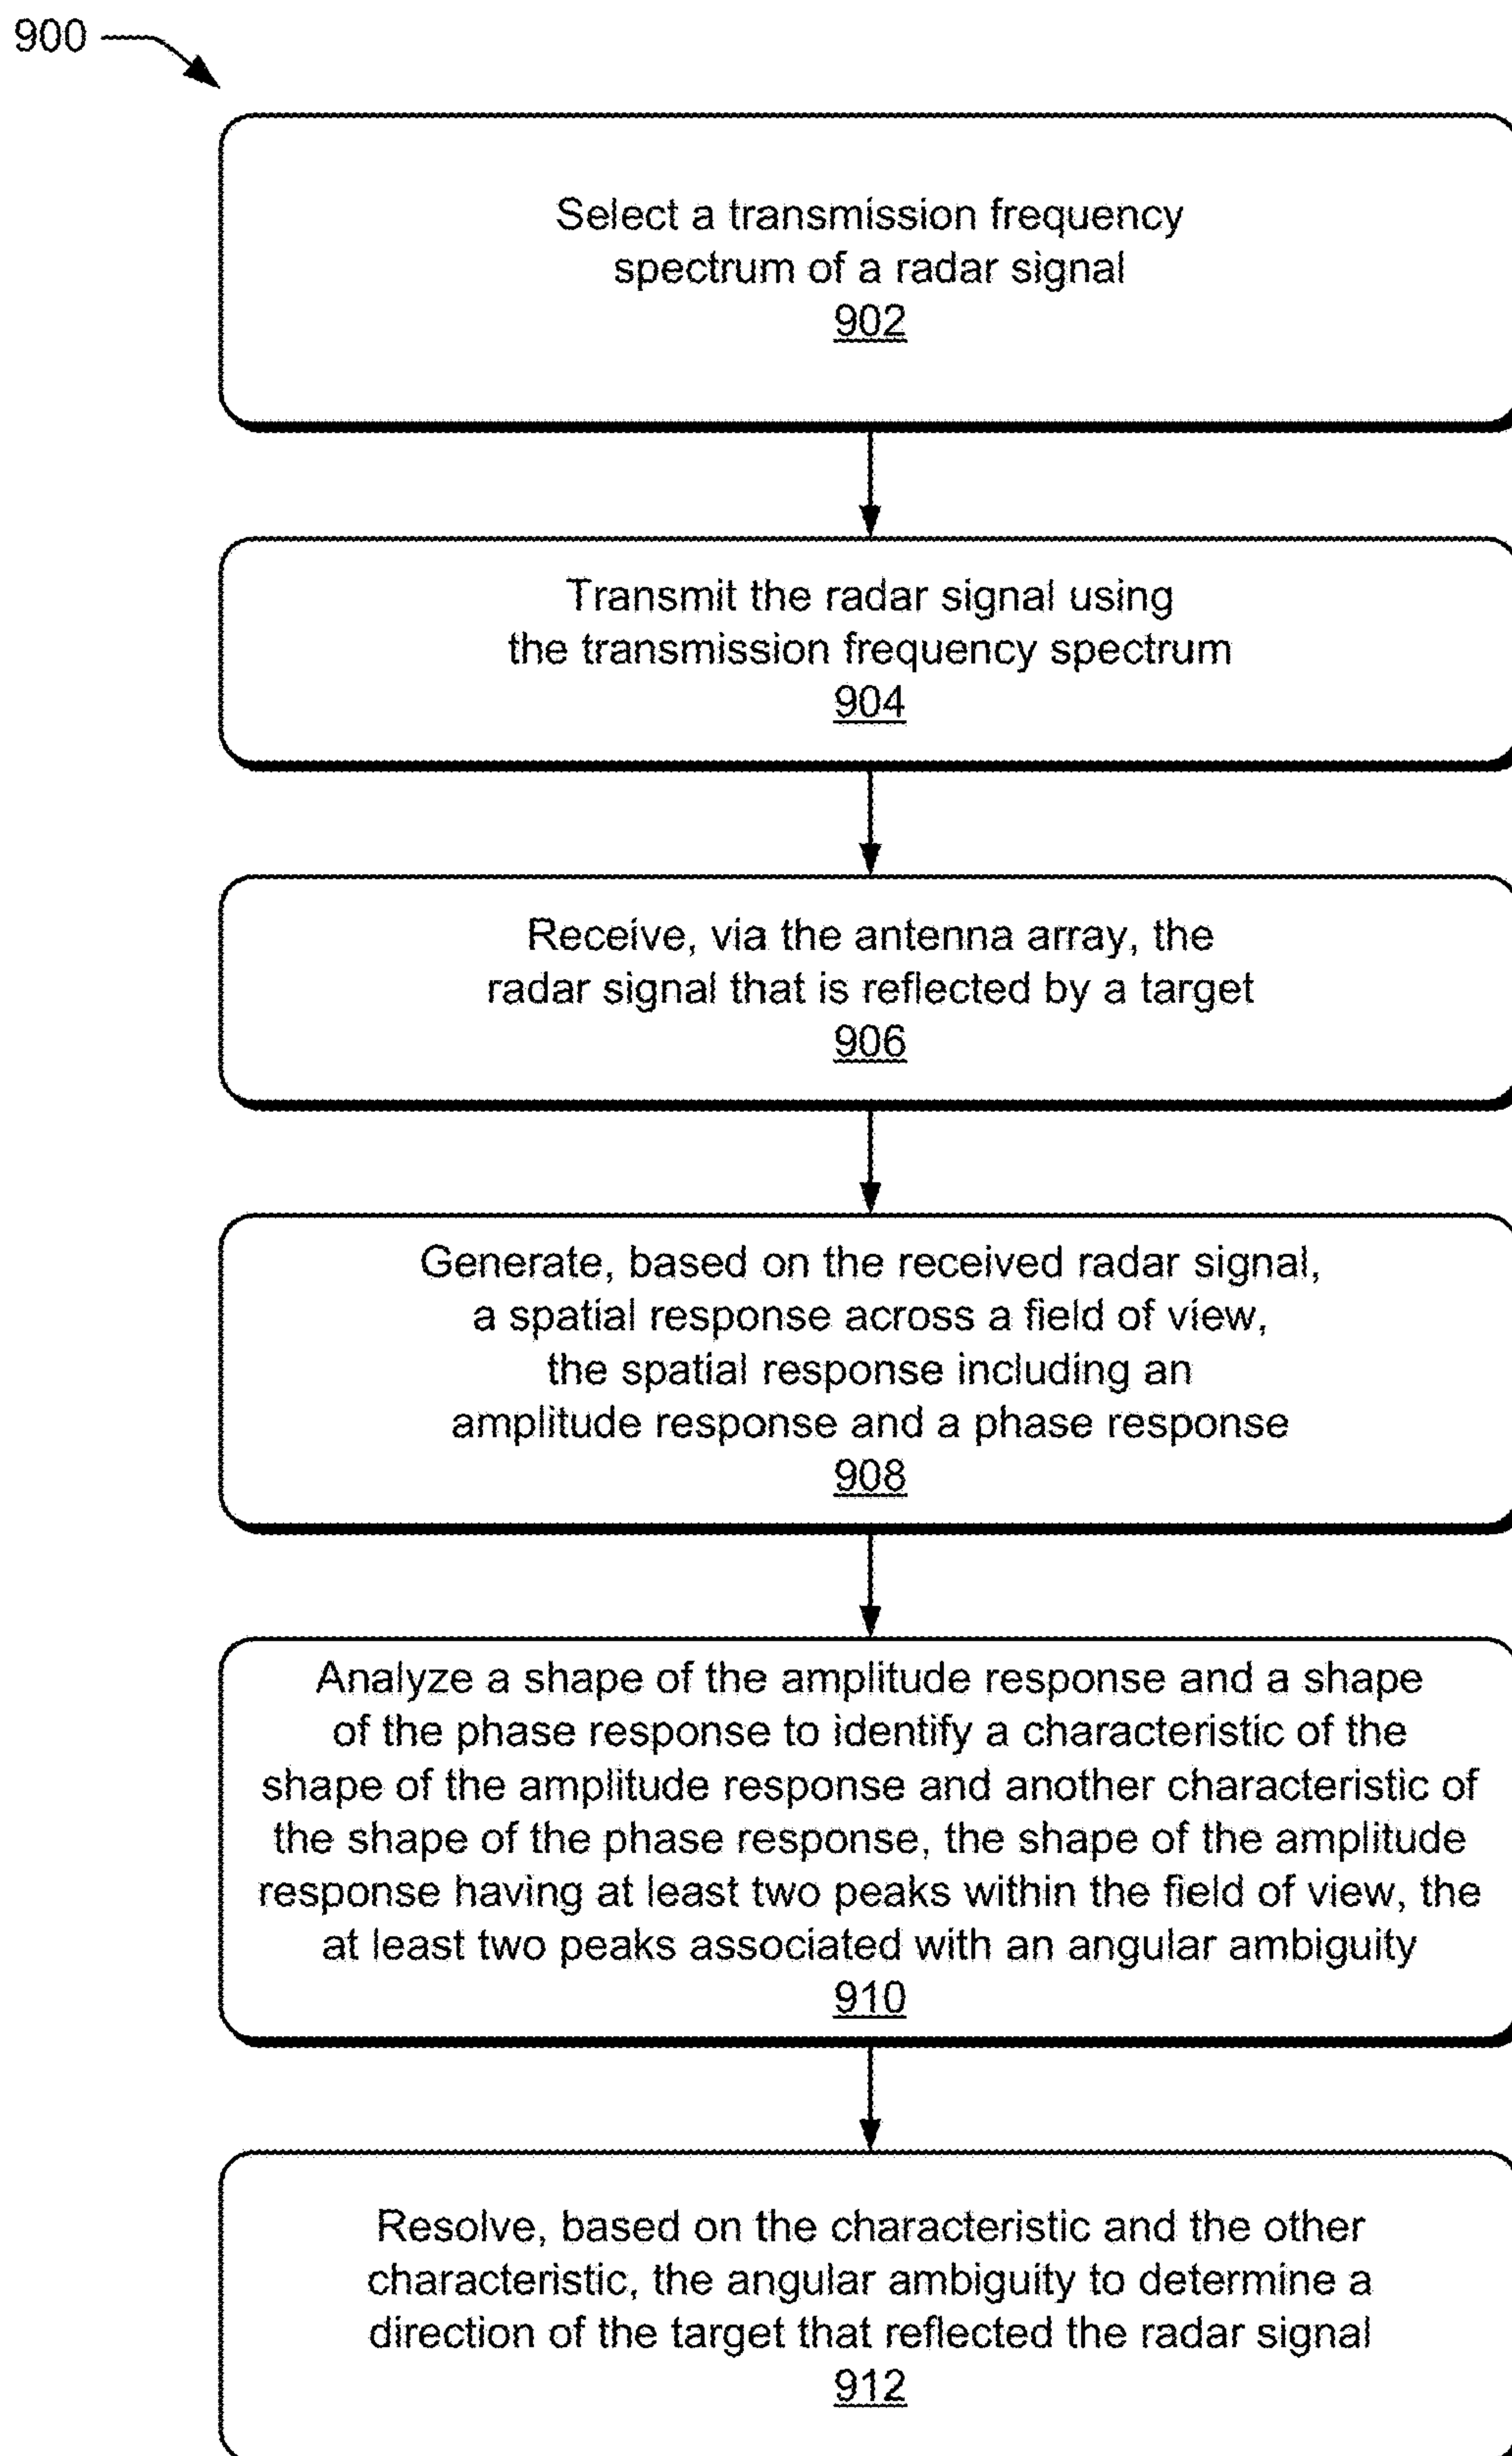 900
Select a transmission frequency
spectrum of a radar signal
902
Transmit the radar signal using
the transmission frequency spectrum
904
Receive, via the antenna array, the
radar signal that is reflected by a target
906
Generate, based on the received radar signal,
a spatial response across a field of view,
the spatial response including an
amplitude response and a phase response
908
Analyze a shape of the amplitude response and a shape
of the phase response to identify a characteristic of the
shape of the amplitude response and another characteristic of
the shape of the phase response, the shape of the amplitude
response having at least two peaks within the field of view, the
at least two peaks associated with an angular ambiguity
910
Resolve, based on the characteristic and the other
characteristic, the angular ambiguity to determine a
direction of the target that reflected the radar signal
912